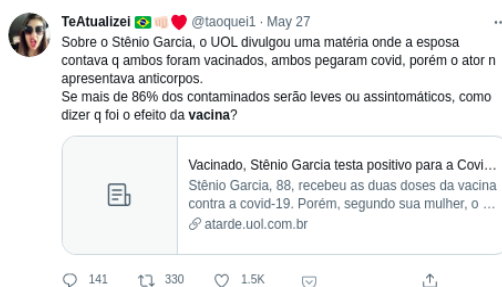 TeAtualizei 🇧🇷👊🏻❤️ @taoquei1 · May 27
Sobre o Stênio Garcia, o UOL divulgou uma matéria onde a esposa
contava q ambos foram vacinados, ambos pegaram covid, porém o ator n
apresentava anticorpos.
Se mais de 86% dos contaminados serão leves ou assintomáticos, como
dizer q foi o efeito da vacina?
Vacinado, Stênio Garcia testa positivo para a Covi...
Stênio Garcia, 88, recebeu as duas doses da vacina
contra a covid-19. Porém, segundo sua mulher, o ...
atarde.uol.com.br
141 330 1.5K